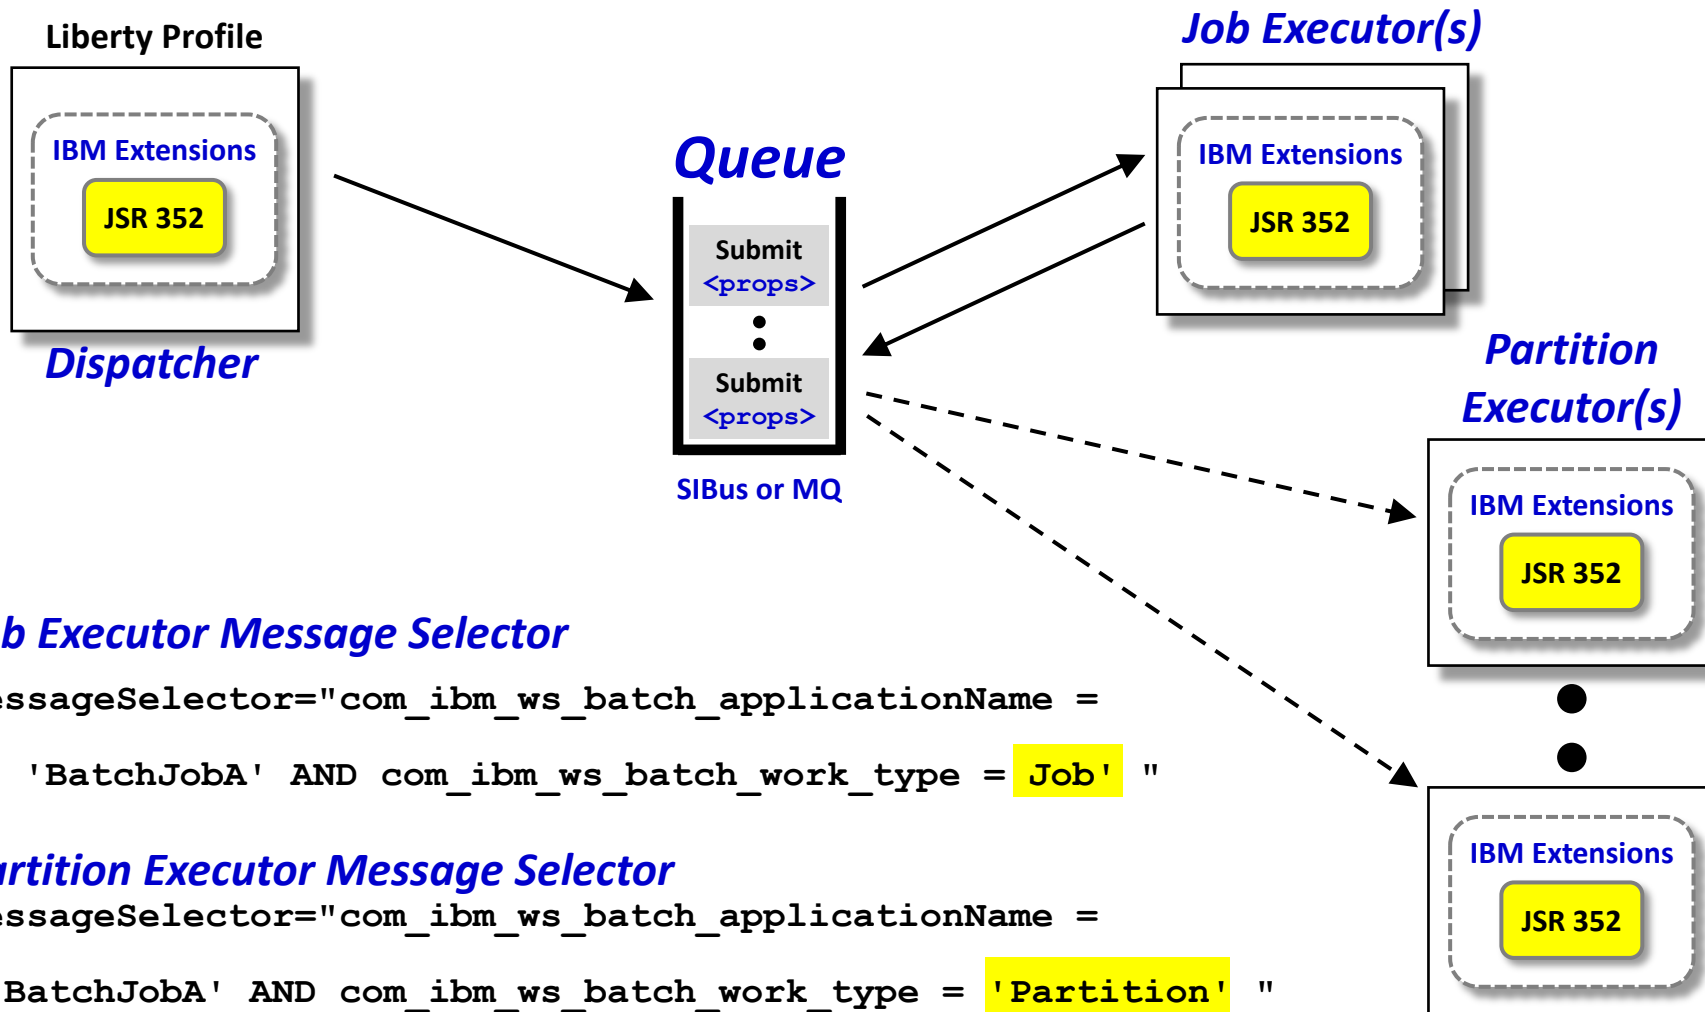 Liberty Profile
IBM Extensions
JSR 352
Dispatcher
Queue
Submit
<props>
Submit
<props>
SIBus or MQ
Job Executor(s)
IBM Extensions
JSR 352
Partition
Executor(s)
IBM Extensions
JSR 352
IBM Extensions
JSR 352
b Executor Message Selector
essageSelector="com_ibm_ws_batch_applicationName =
'BatchJobA' AND com_ibm_ws_batch_work_type = Job' "
artition Executor Message Selector
essageSelector="com_ibm_ws_batch_applicationName =
BatchJobA' AND com_ibm_ws_batch_work_type = 'Partition' "